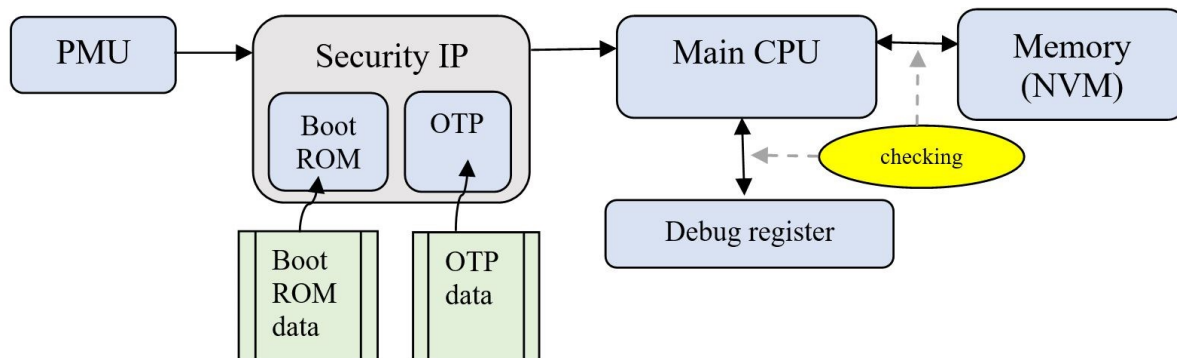 PMU
Security IP
Boot
ROM
OTP
Main CPU
Memory
(NVM)
checking
Debug register
Boot
ROM
data
OTP
data